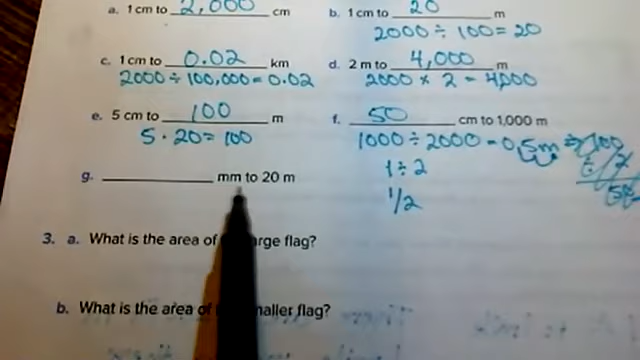 a. 1 cm to 2,000 cm
b. 1 cm to 20 m
2000 ÷ 100 = 20
c. 1 cm to 0.02 km
2000 ÷ 100,000 = 0.02
d. 2 m to 4,000 m
2000 × 2 = 4,000
e. 5 cm to 100 m
5 · 20 = 100
f. 50 cm to 1,000 m
1000 ÷ 2000 = 0.5m
1 ÷ 2
1/2
g. ____________ mm to 20 m
3. a. What is the area of arge flag?
b. What is the area of maller flag?